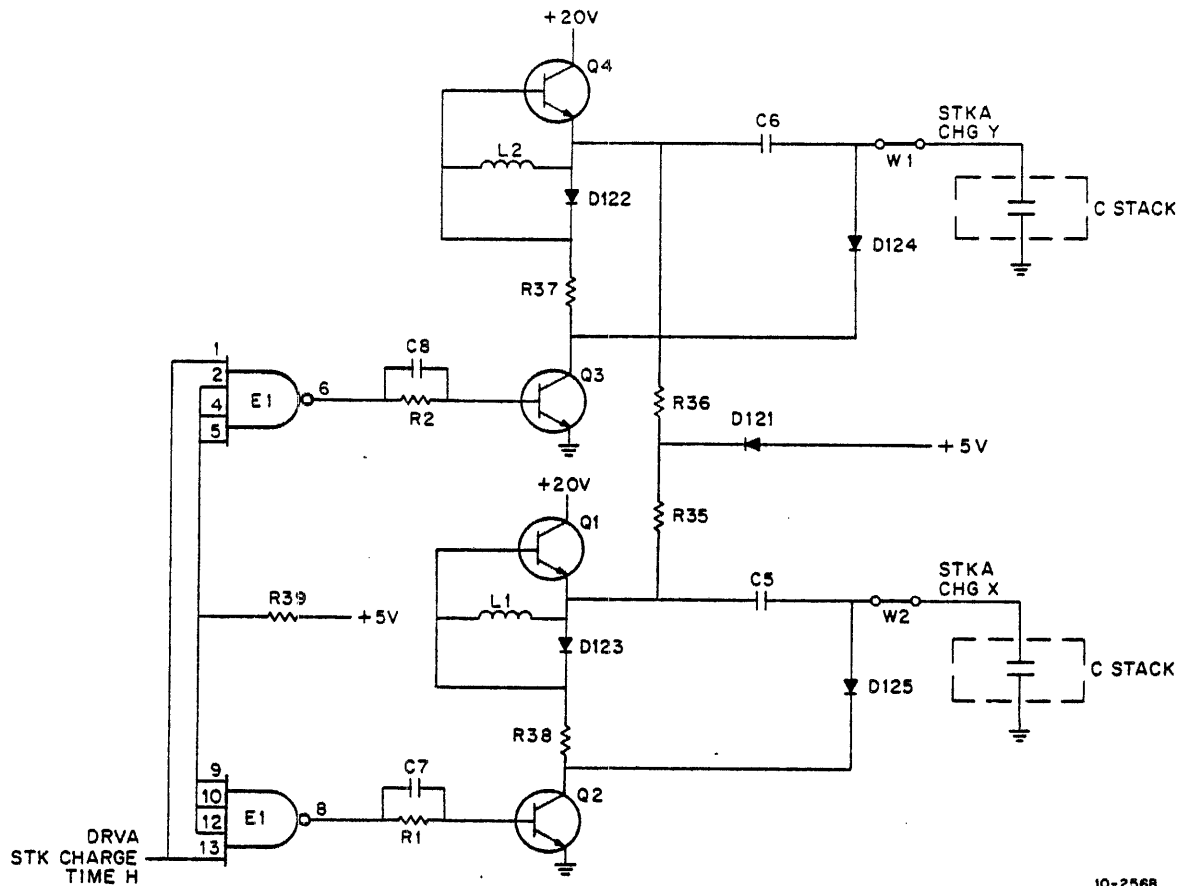 +20V
Q4
L2
D122
R37
C6
STKA
CHG Y
W1
C STACK
D124
1
2
4
5
E1
6
C8
R2
Q3
R36
D121
+5V
+20V
Q1
R35
L1
D123
C5
STKA
CHG X
W2
C STACK
D125
R39
+5V
R38
9
10
12
13
E1
8
C7
R1
Q2
DRVA
STK CHARGE
TIME H
10-2568